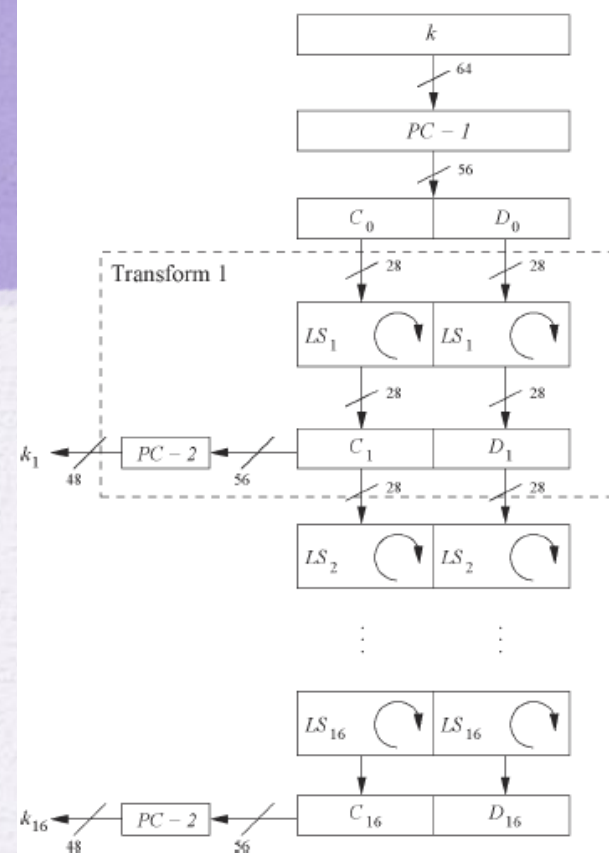 k
64
PC − 1
56
C₀ D₀
Transform 1
28 28
LS₁ LS₁
28 28
k₁ 48 PC − 2 56 C₁ D₁
28 28
LS₂ LS₂
⋮ ⋮
LS₁₆ LS₁₆
k₁₆ 48 PC − 2 56 C₁₆ D₁₆